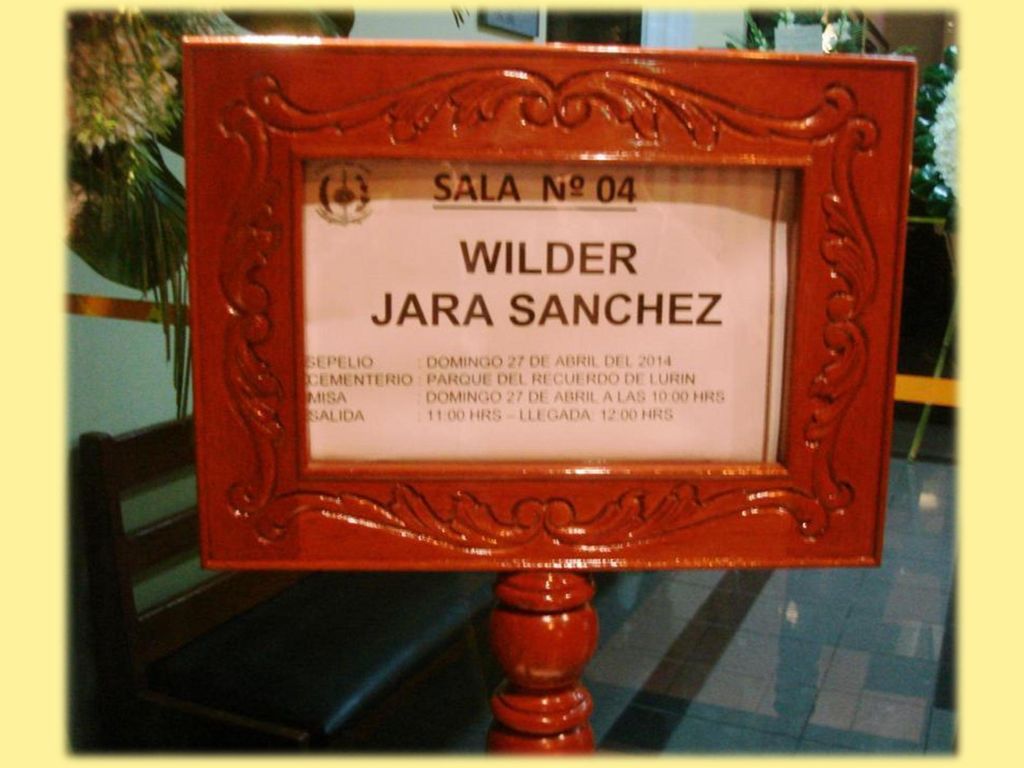 SALA Nº 04
WILDER
JARA SANCHEZ
SEPELIO : DOMINGO 27 DE ABRIL DEL 2014
CEMENTERIO : PARQUE DEL RECUERDO DE LURIN
MISA : DOMINGO 27 DE ABRIL A LAS 10:00 HRS
SALIDA : 11:00 HRS – LLEGADA: 12:00 HRS